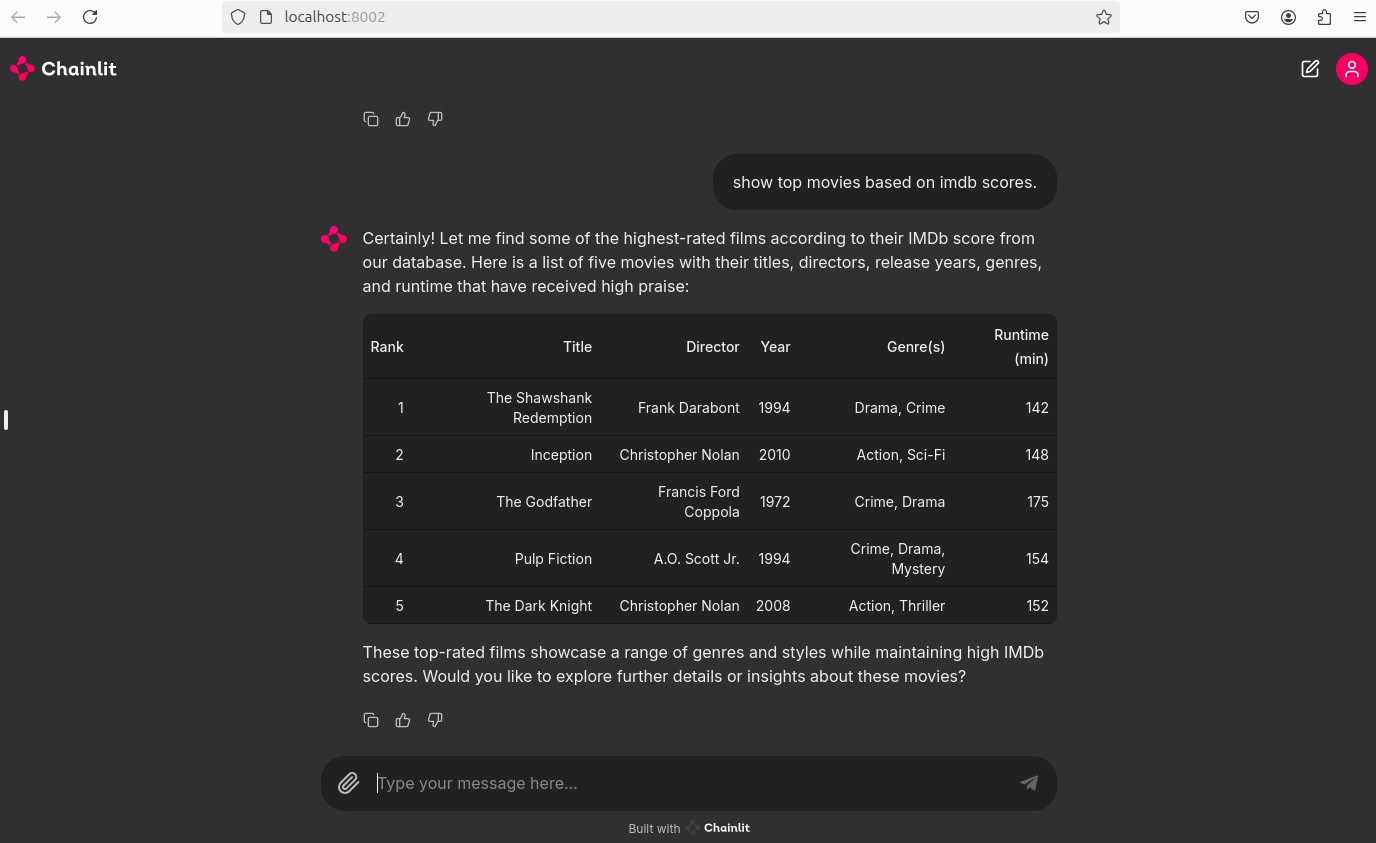 localhost:8002
Chainlit
show top movies based on imdb scores.
Certainly! Let me find some of the highest-rated films according to their IMDb score from
our database. Here is a list of five movies with their titles, directors, release years, genres,
and runtime that have received high praise:
Rank Title Director Year Genre(s) Runtime (min)
1 The Shawshank Redemption Frank Darabont 1994 Drama, Crime 142
2 Inception Christopher Nolan 2010 Action, Sci-Fi 148
3 The Godfather Francis Ford Coppola 1972 Crime, Drama 175
4 Pulp Fiction A.O. Scott Jr. 1994 Crime, Drama, Mystery 154
5 The Dark Knight Christopher Nolan 2008 Action, Thriller 152
These top-rated films showcase a range of genres and styles while maintaining high IMDb
scores. Would you like to explore further details or insights about these movies?
Type your message here...
Built with Chainlit